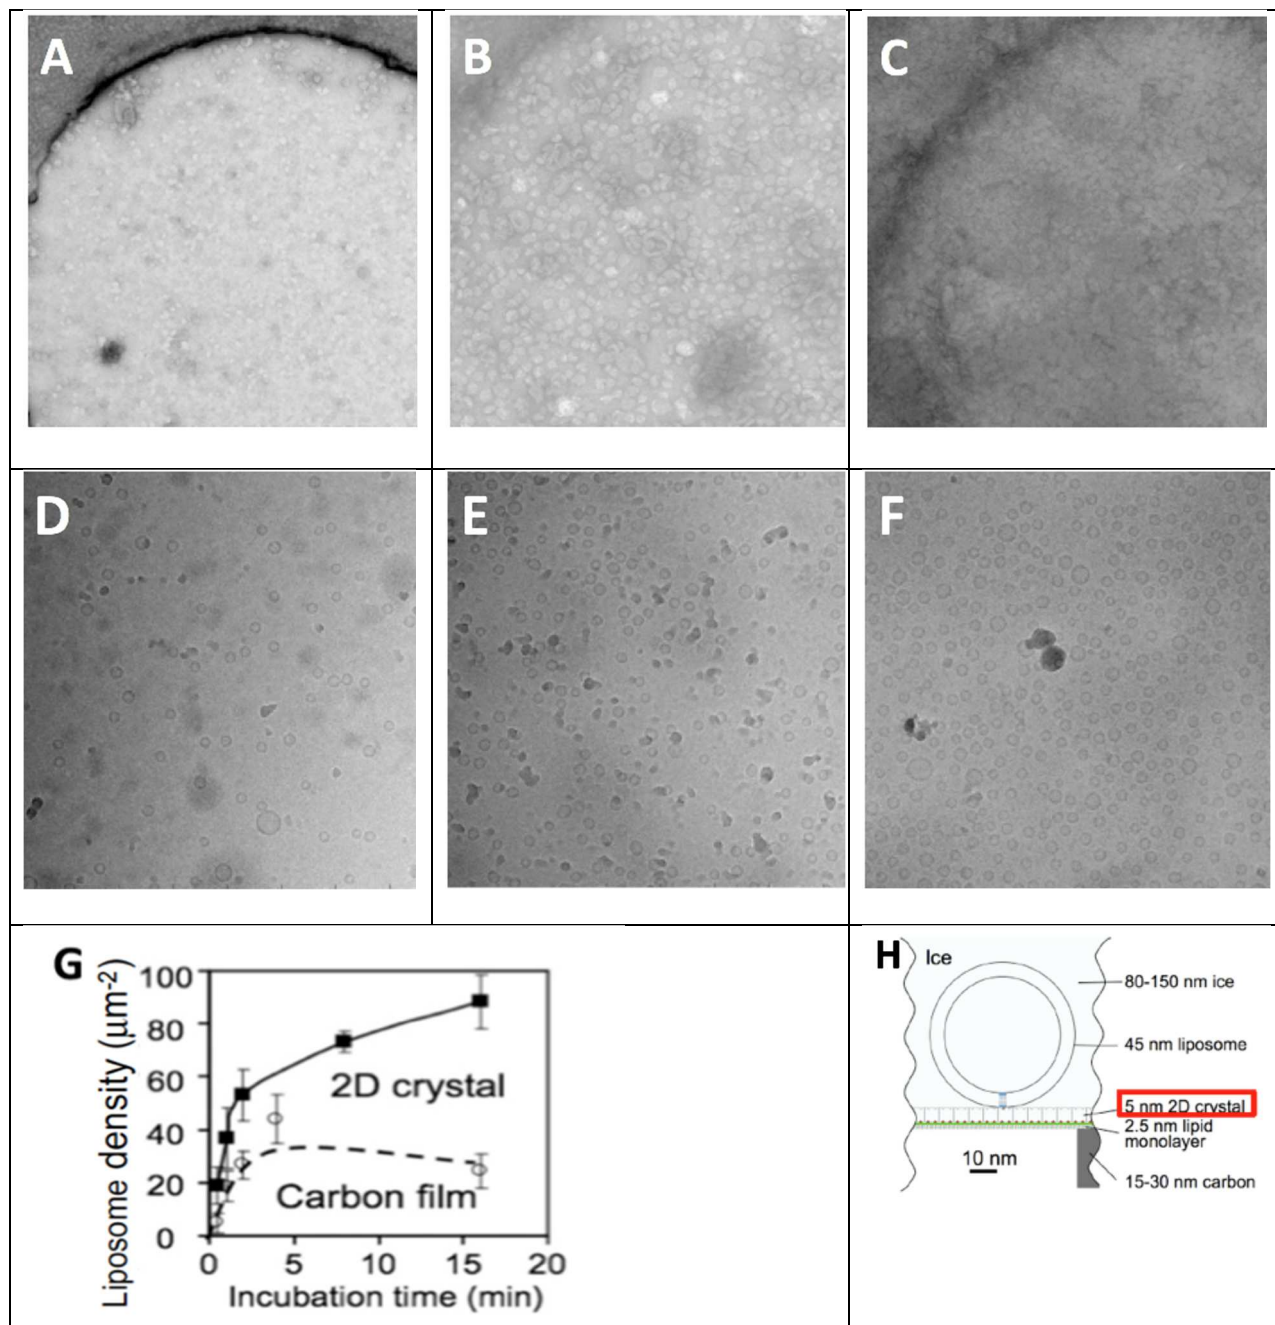 A
B
C
D
E
F
G
Liposome density (µm-2)
100
80
60
40
20
0
2D crystal
Carbon film
0 5 10 15 20
Incubation time (min)
H
Ice
80-150 nm ice
45 nm liposome
5 nm 2D crystal
2.5 nm lipid
monolayer
10 nm
15-30 nm carbon